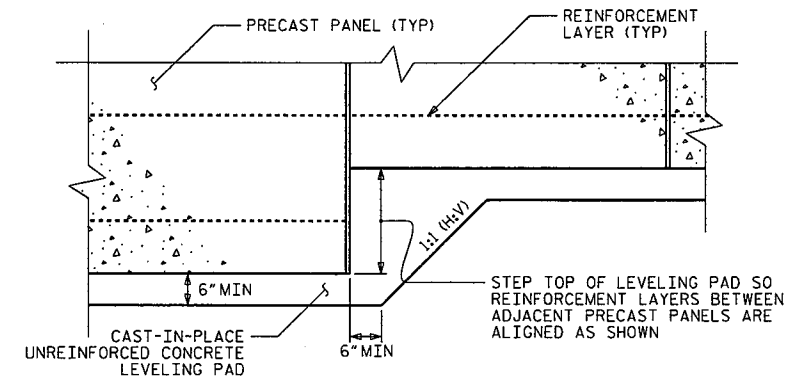 PRECAST PANEL (TYP)
REINFORCEMENT
LAYER (TYP)
1:1 (H:V)
6" MIN
STEP TOP OF LEVELING PAD SO
REINFORCEMENT LAYERS BETWEEN
ADJACENT PRECAST PANELS ARE
ALIGNED AS SHOWN
CAST-IN-PLACE
UNREINFORCED CONCRETE
LEVELING PAD
6" MIN